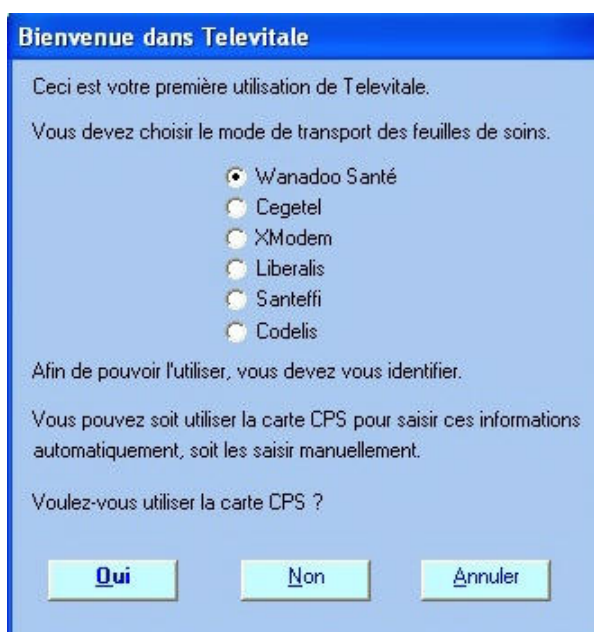 Bienvenue dans Televitale
Ceci est votre première utilisation de Televitale.
Vous devez choisir le mode de transport des feuilles de soins.
Wanadoo Santé
Cegetel
XModem
Liberalis
Santeffi
Codelis
Afin de pouvoir l'utiliser, vous devez vous identifier.
Vous pouvez soit utiliser la carte CPS pour saisir ces informations
automatiquement, soit les saisir manuellement.
Voulez-vous utiliser la carte CPS ?
Oui Non Annuler